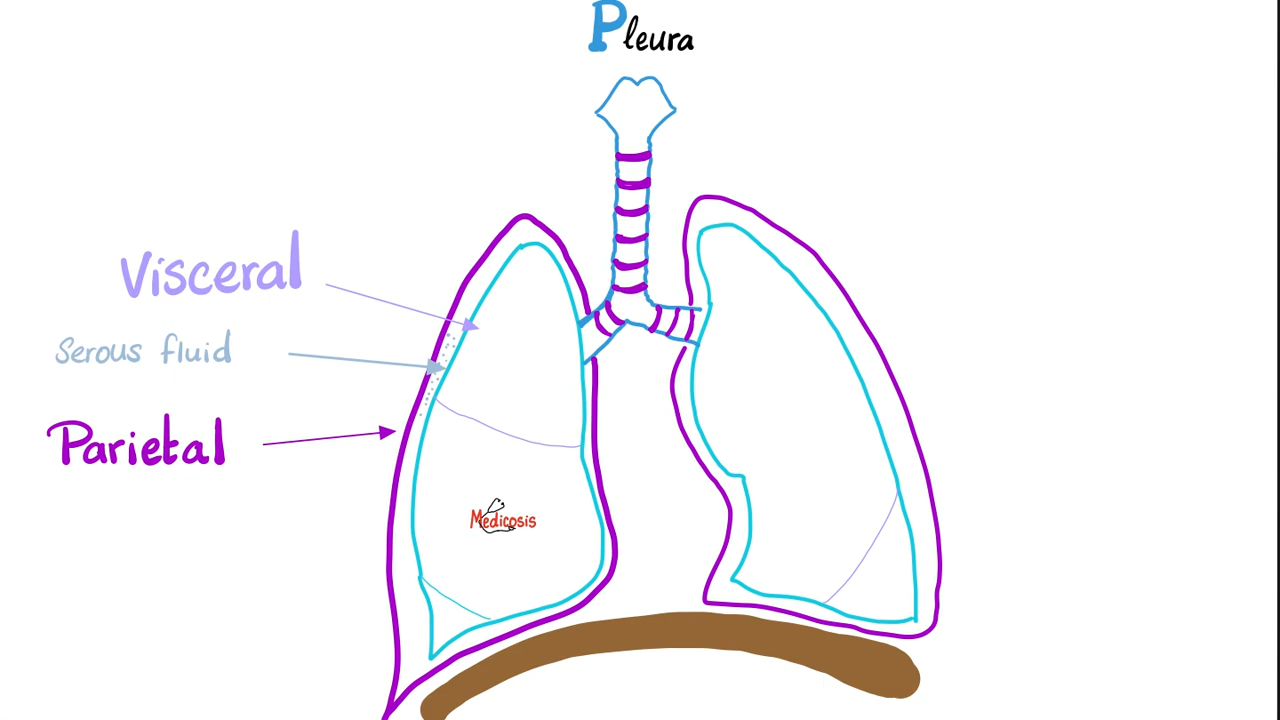 Pleura
Visceral
Serous fluid
Parietal
Medicosis